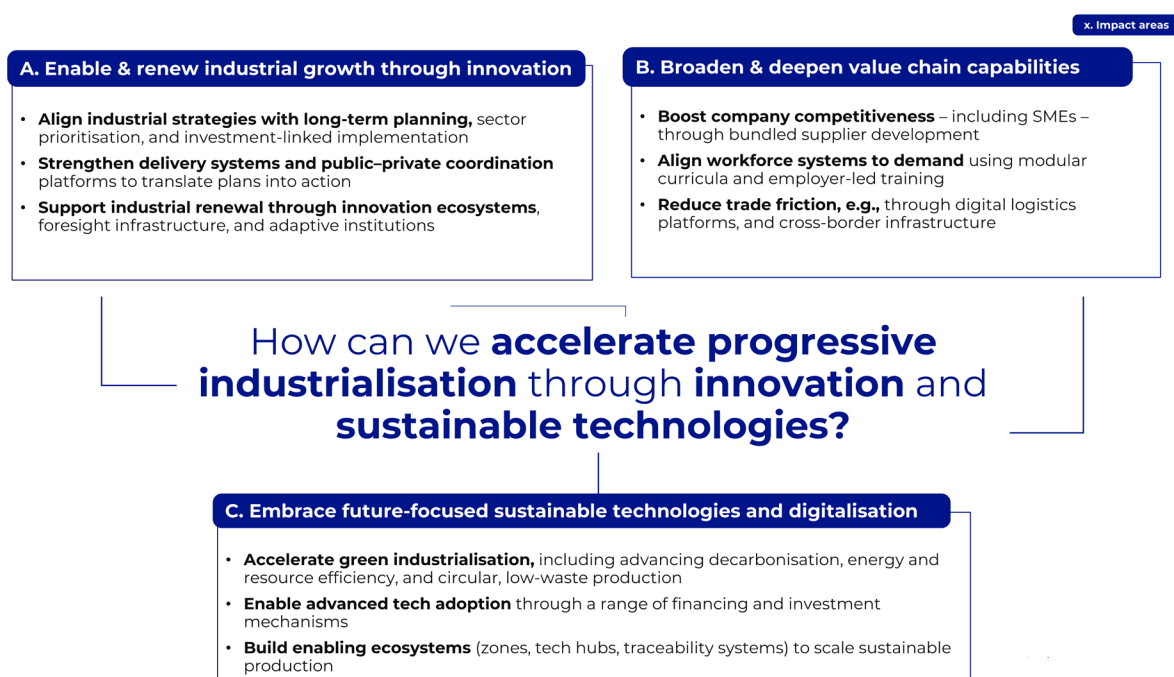 x. Impact areas
A. Enable & renew industrial growth through innovation
• Align industrial strategies with long-term planning, sector
prioritisation, and investment-linked implementation
• Strengthen delivery systems and public–private coordination
platforms to translate plans into action
• Support industrial renewal through innovation ecosystems,
foresight infrastructure, and adaptive institutions
B. Broaden & deepen value chain capabilities
• Boost company competitiveness – including SMEs –
through bundled supplier development
• Align workforce systems to demand using modular
curricula and employer-led training
• Reduce trade friction, e.g., through digital logistics
platforms, and cross-border infrastructure
How can we accelerate progressive
industrialisation through innovation and
sustainable technologies?
C. Embrace future-focused sustainable technologies and digitalisation
• Accelerate green industrialisation, including advancing decarbonisation, energy and
resource efficiency, and circular, low-waste production
• Enable advanced tech adoption through a range of financing and investment
mechanisms
• Build enabling ecosystems (zones, tech hubs, traceability systems) to scale sustainable
production